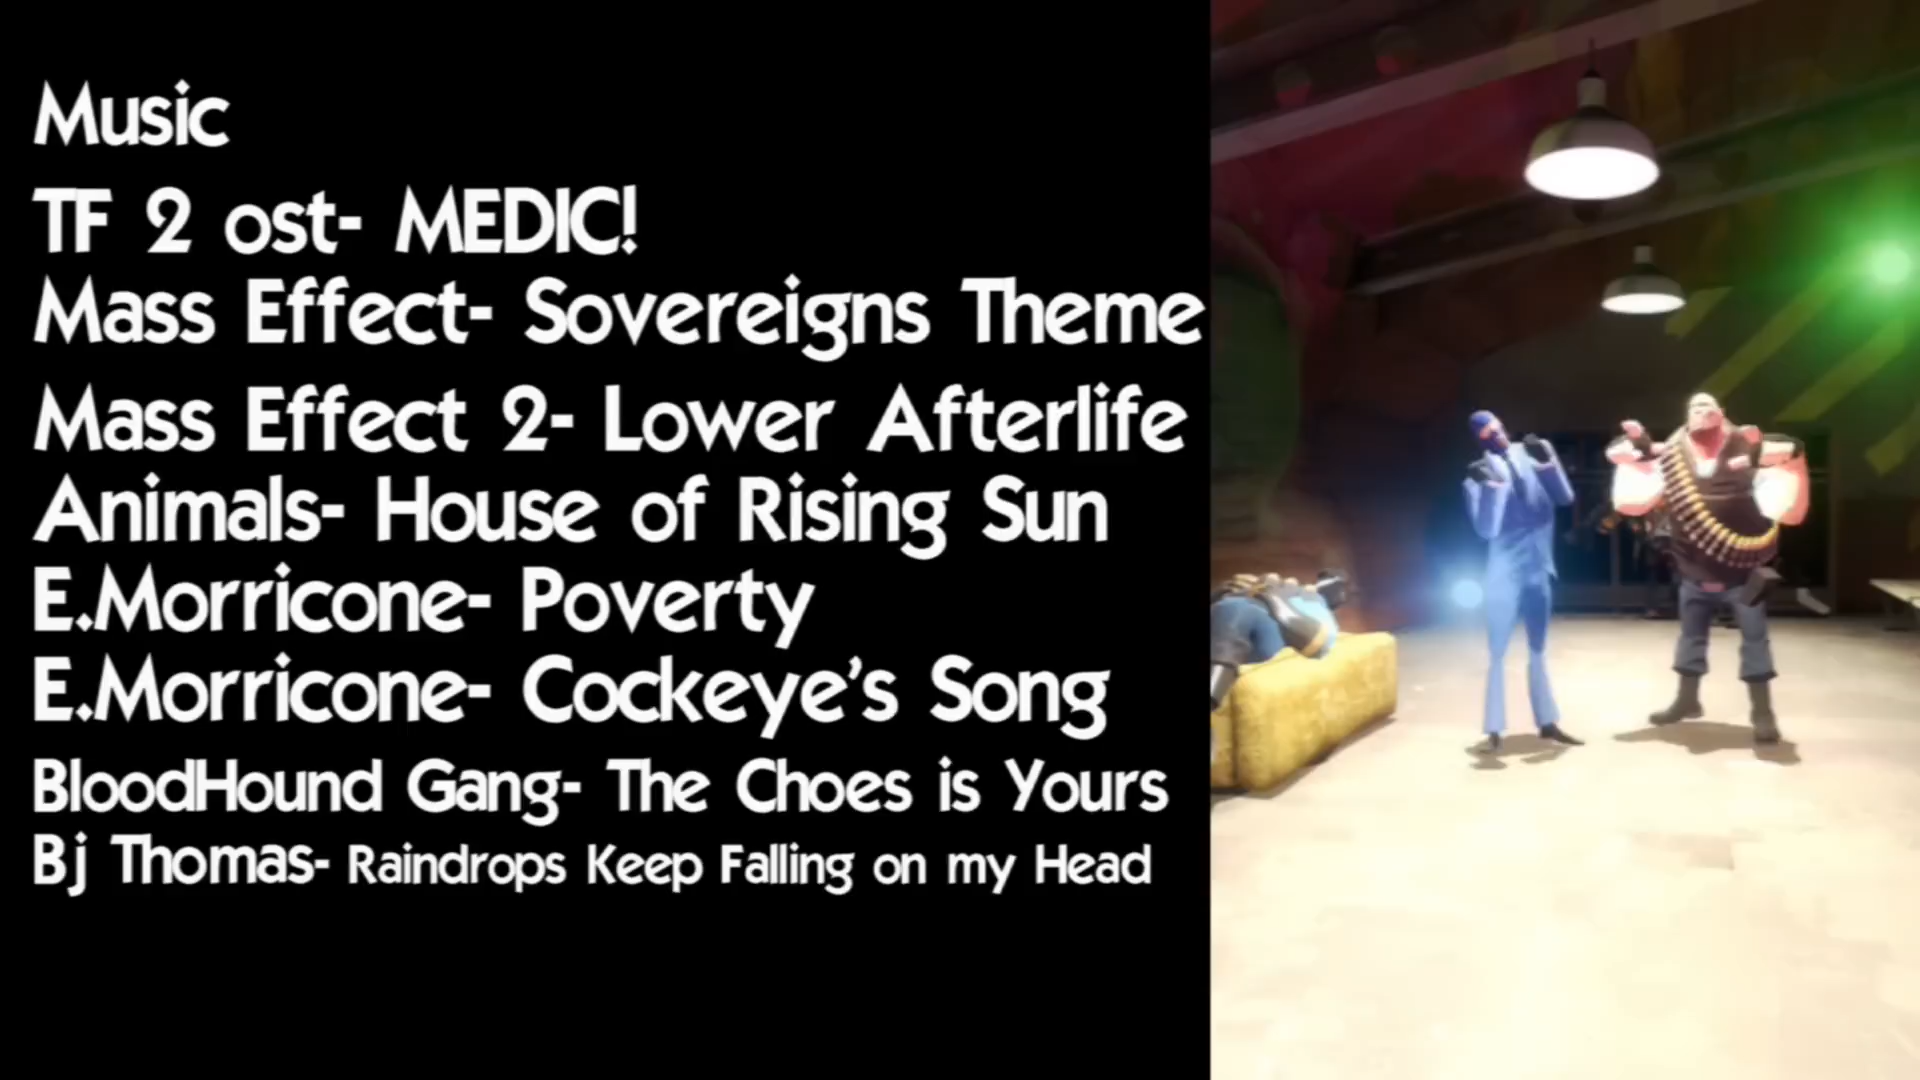 Music
TF 2 ost- MEDIC!
Mass Effect- Sovereigns Theme
Mass Effect 2- Lower Afterlife
Animals- House of Rising Sun
E.Morricone- Poverty
E.Morricone- Cockeye's Song
BloodHound Gang- The Choes is Yours
Bj Thomas- Raindrops Keep Falling on my Head